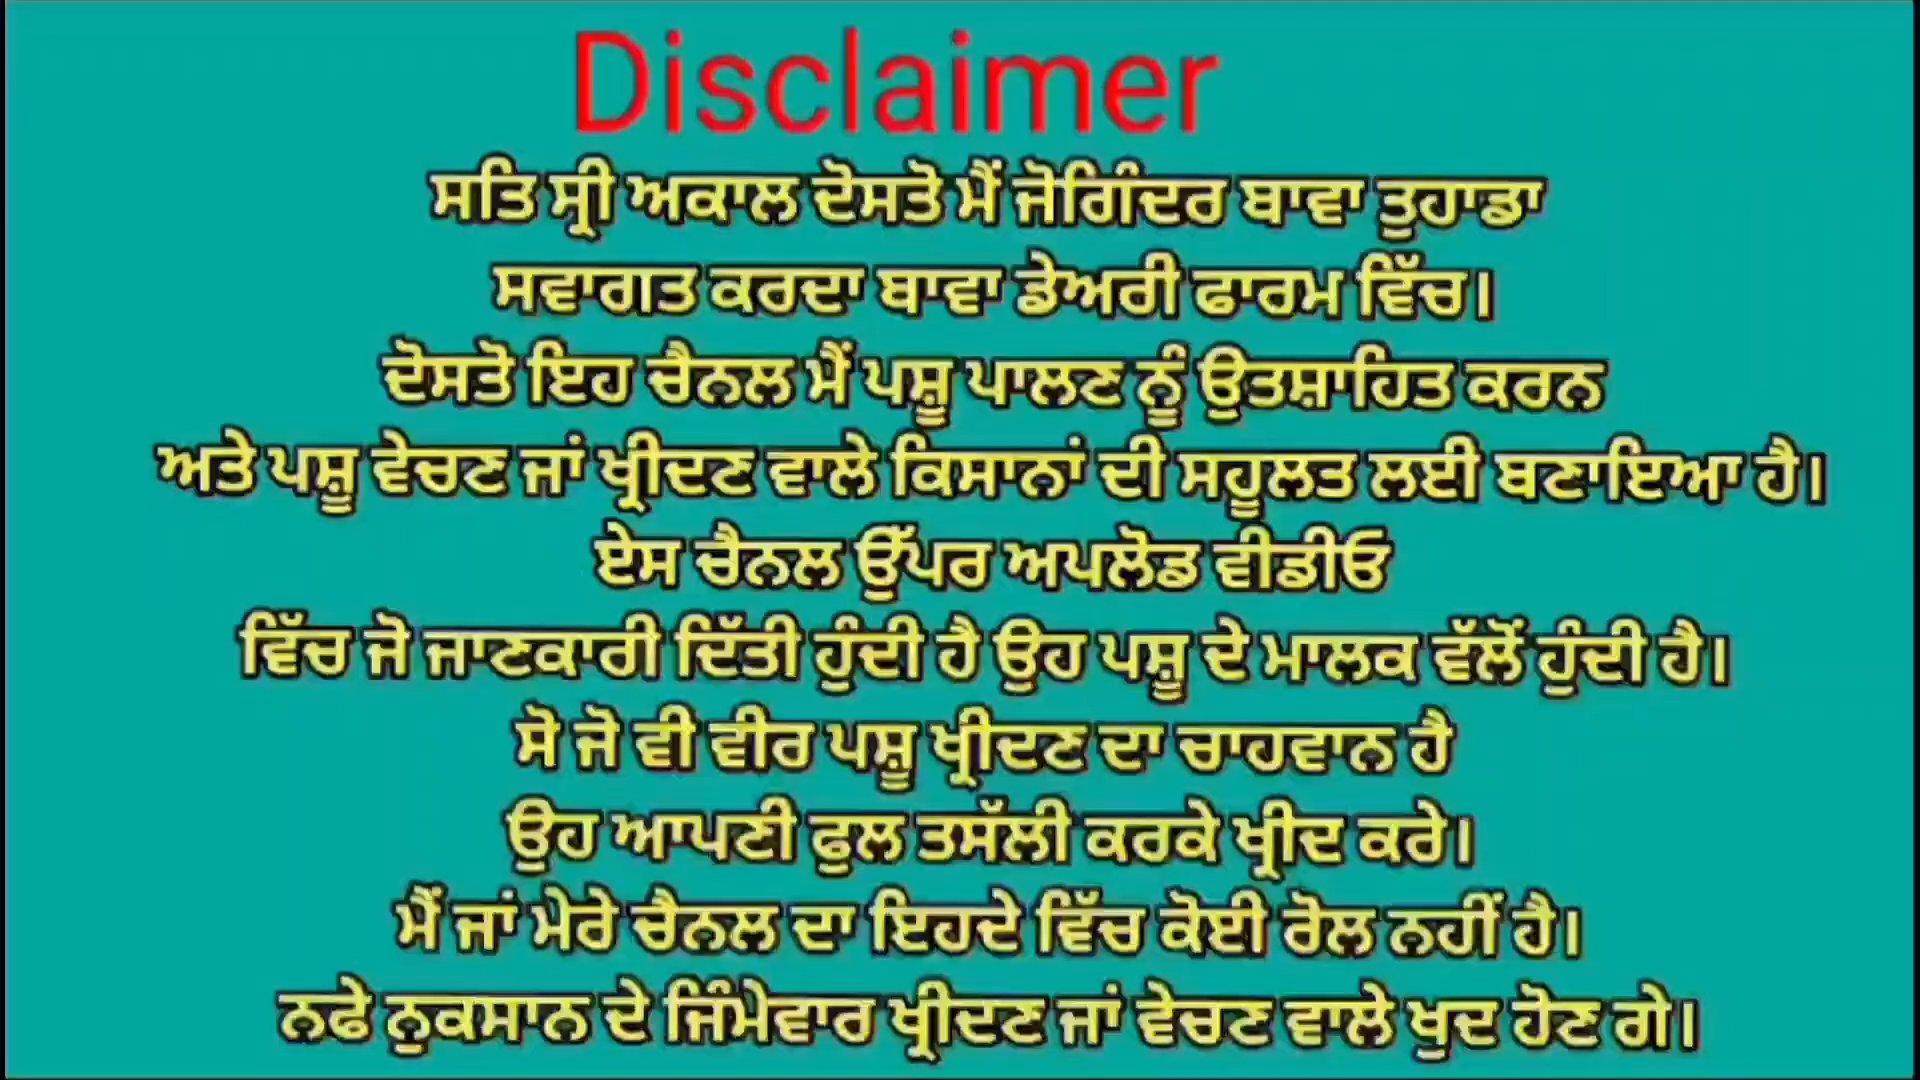 Disclaimer
ਸਤਿ ਸ੍ਰੀ ਅਕਾਲ ਦੋਸਤੋ ਮੈਂ ਜੋਗਿੰਦਰ ਬਾਵਾ ਤੁਹਾਡਾ
ਸਵਾਗਤ ਕਰਦਾ ਬਾਵਾ ਡੇਅਰੀ ਫਾਰਮ ਵਿੱਚ।
ਦੋਸਤੋ ਇਹ ਚੈਨਲ ਮੈਂ ਪਸ਼ੂ ਪਾਲਣ ਨੂੰ ਉਤਸ਼ਾਹਿਤ ਕਰਨ
ਅਤੇ ਪਸ਼ੂ ਵੇਚਣ ਜਾਂ ਖ੍ਰੀਦਣ ਵਾਲੇ ਕਿਸਾਨਾਂ ਦੀ ਸਹੂਲਤ ਲਈ ਬਣਾਇਆ ਹੈ।
ਏਸ ਚੈਨਲ ਉੱਪਰ ਅਪਲੋਡ ਵੀਡੀਓ
ਵਿੱਚ ਜੋ ਜਾਣਕਾਰੀ ਦਿੱਤੀ ਹੁੰਦੀ ਹੈ ਉਹ ਪਸ਼ੂ ਦੇ ਮਾਲਕ ਵੱਲੋਂ ਹੁੰਦੀ ਹੈ।
ਸੋ ਜੋ ਵੀ ਵੀਰ ਪਸ਼ੂ ਖ੍ਰੀਦਣ ਦਾ ਚਾਹਵਾਨ ਹੈ
ਉਹ ਆਪਣੀ ਫੁਲ ਤਸੱਲੀ ਕਰਕੇ ਖ੍ਰੀਦ ਕਰੇ।
ਮੈਂ ਜਾਂ ਮੇਰੇ ਚੈਨਲ ਦਾ ਇਹਦੇ ਵਿੱਚ ਕੋਈ ਰੋਲ ਨਹੀਂ ਹੈ।
ਨਫੇ ਨੁਕਸਾਨ ਦੇ ਜਿੰਮੇਵਾਰ ਖ੍ਰੀਦਣ ਜਾਂ ਵੇਚਣ ਵਾਲੇ ਖੁਦ ਹੋਣ ਗੇ।